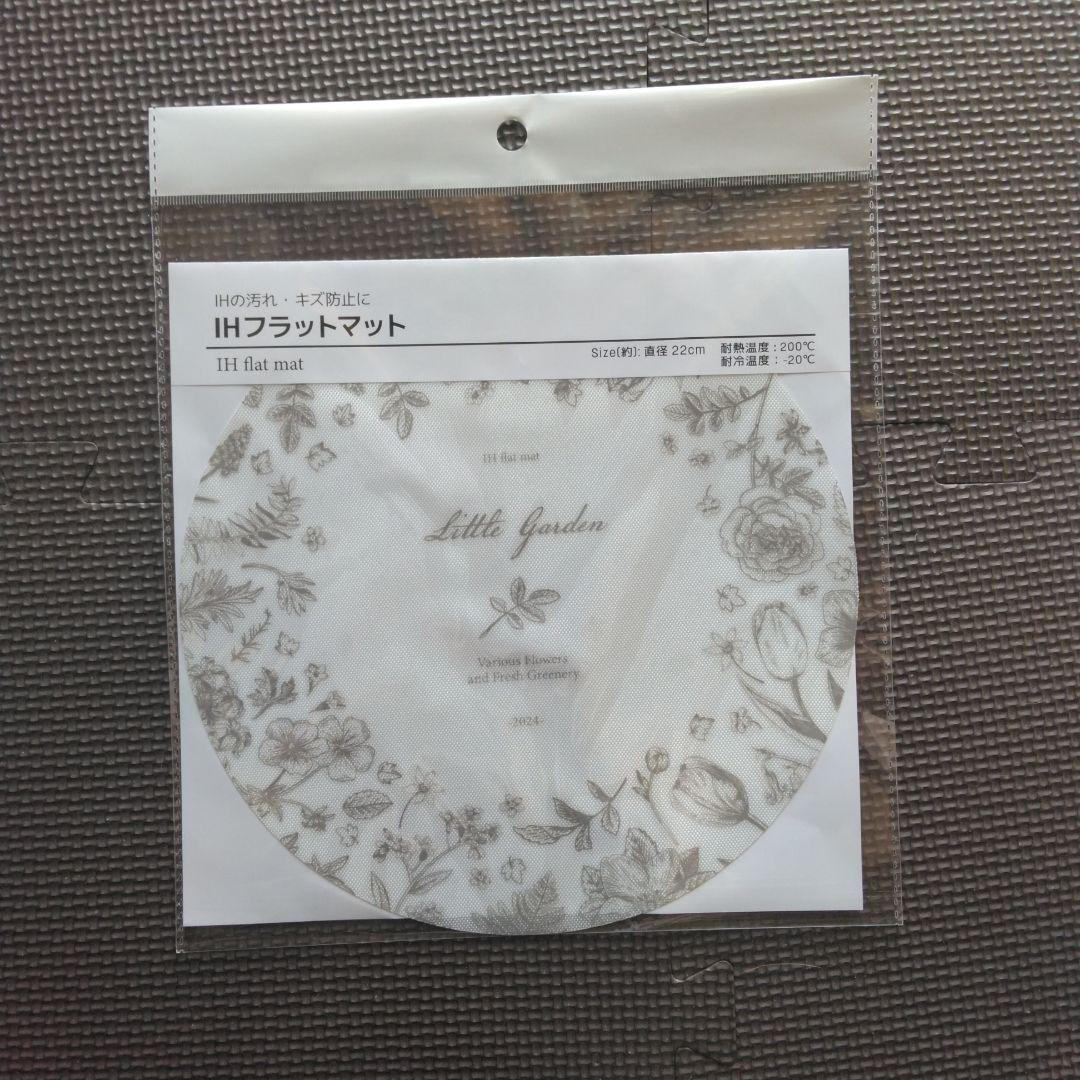 IHの汚れ・キズ防止に
IHフラットマット
IH flat mat
Size(約): 直径 22cm
耐熱温度：200℃
耐冷温度：-20℃
IH flat mat
Little Garden
Various Flowers
and Fresh Greenery
-2024-